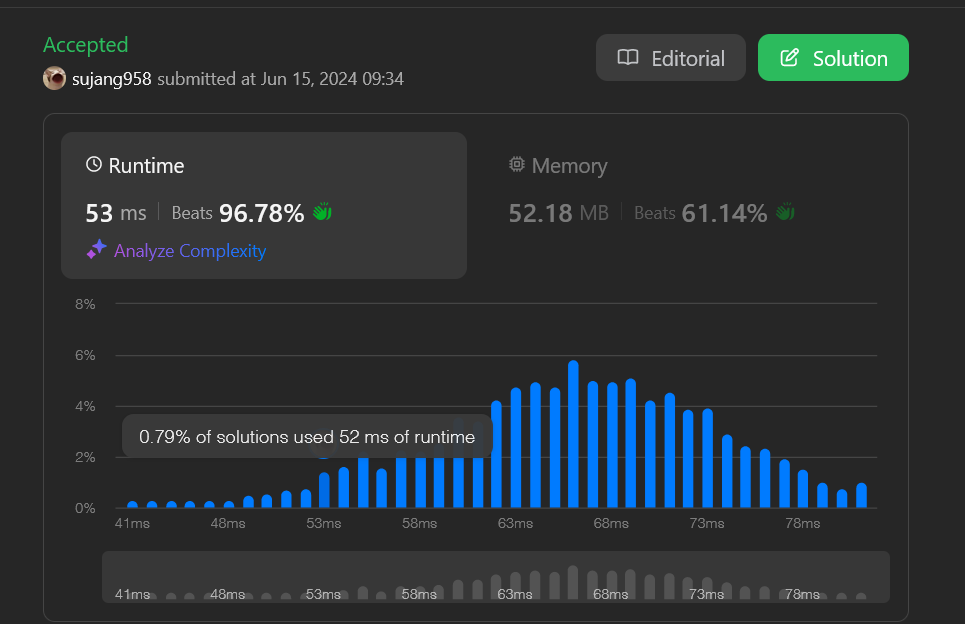 Accepted
Editorial
Solution
sujang958 submitted at Jun 15, 2024 09:34
Runtime
53 ms Beats 96.78%
Analyze Complexity
Memory
52.18 MB Beats 61.14%
8%
6%
4%
0.79% of solutions used 52 ms of runtime
2%
0%
41ms 48ms 53ms 58ms 63ms 68ms 73ms 78ms
41ms 48ms 53ms 58ms 63ms 68ms 73ms 78ms